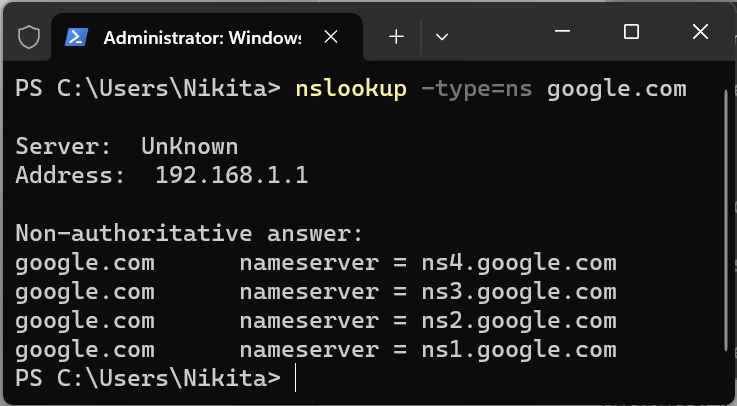 Administrator: Windows
PS C:\Users\Nikita> nslookup -type=ns google.com
Server:  UnKnown
Address:  192.168.1.1
Non-authoritative answer:
google.com      nameserver = ns4.google.com
google.com      nameserver = ns3.google.com
google.com      nameserver = ns2.google.com
google.com      nameserver = ns1.google.com
PS C:\Users\Nikita>